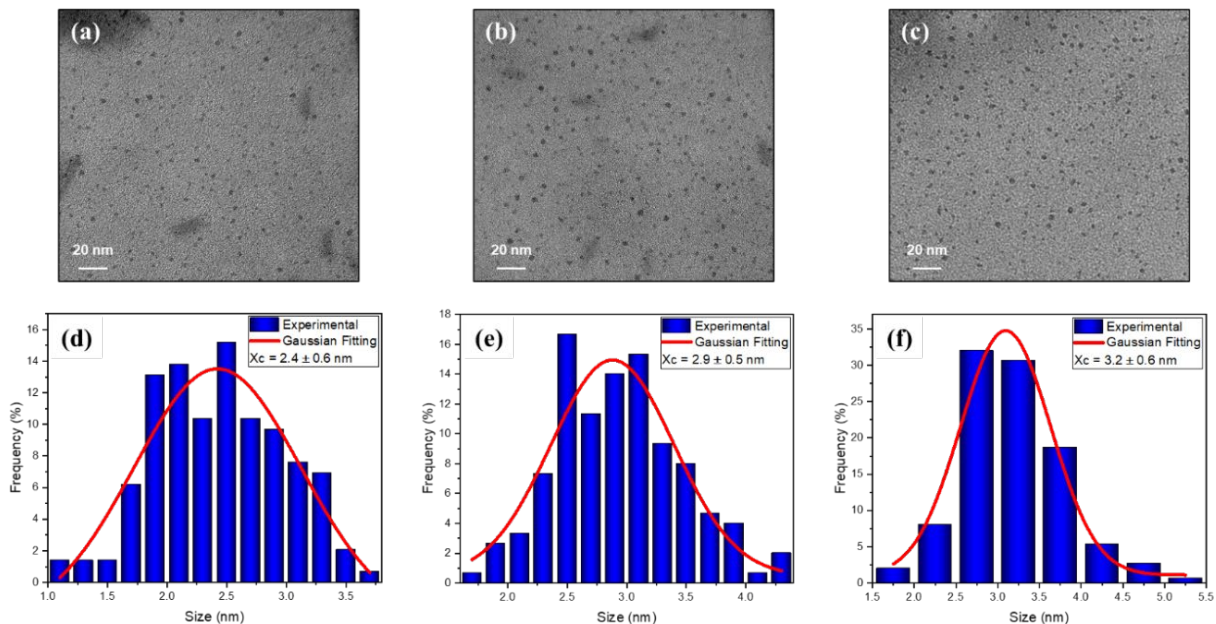 (a)
20 nm
(b)
20 nm
(c)
20 nm
(d)
Experimental
Gaussian Fitting
Xc = 2.4 ± 0.6 nm
Frequency (%)
16
14
12
10
8
6
4
2
0
1.0 1.5 2.0 2.5 3.0 3.5
Size (nm)
(e)
Experimental
Gaussian Fitting
Xc = 2.9 ± 0.5 nm
Frequency (%)
18
16
14
12
10
8
6
4
2
0
2.0 2.5 3.0 3.5 4.0
Size (nm)
(f)
Experimental
Gaussian Fitting
Xc = 3.2 ± 0.6 nm
Frequency (%)
35
30
25
20
15
10
5
0
1.5 2.0 2.5 3.0 3.5 4.0 4.5 5.0 5.5
Size (nm)